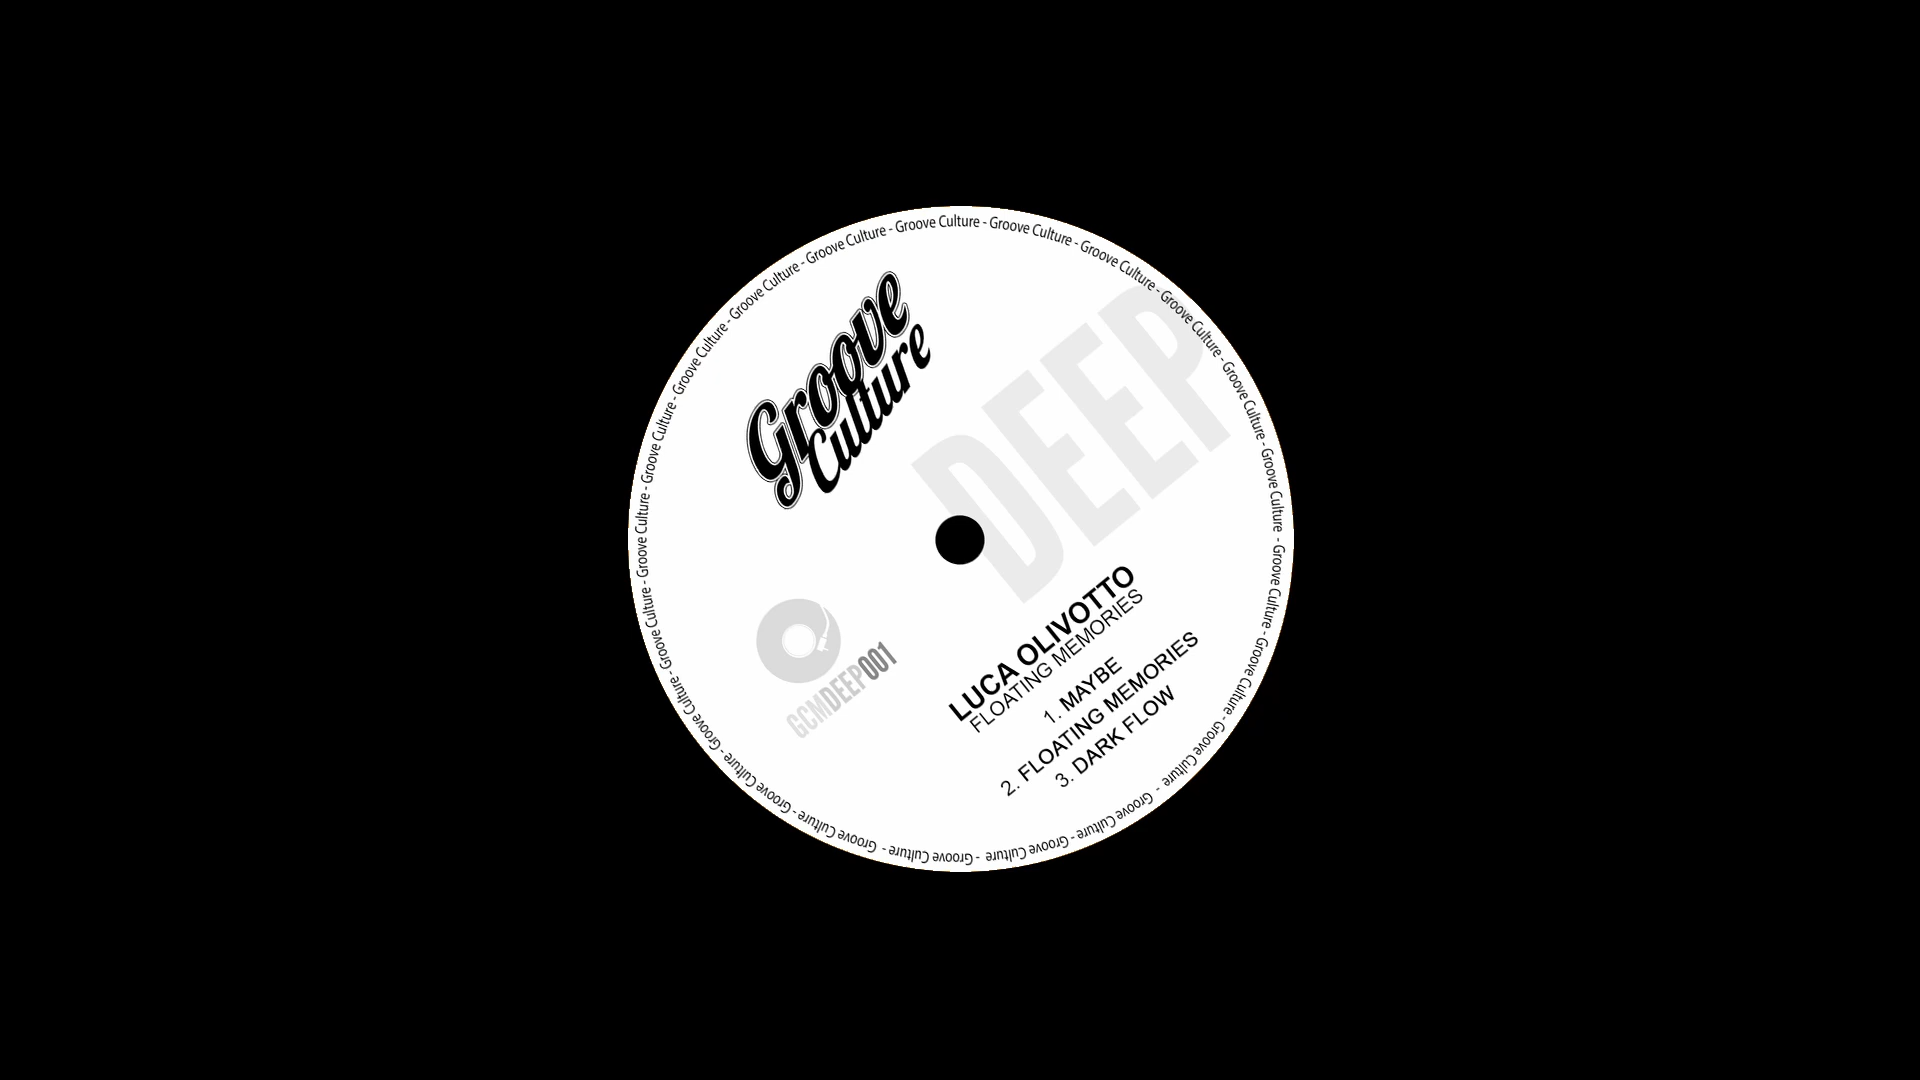 Groove Culture - Groove Culture - Groove Culture - Groove Culture - Groove Culture - Groove Culture - Groove Culture - Groove Culture - Groove Culture - Groove Culture - Groove Culture - Groove Culture - Groove Culture - Groove Culture - Groove Culture - Groove Culture - Groove Culture - Groove Culture - Groove Culture - Groove Culture - Groove Culture -
Groove
Culture
DEEP
GCMDEEP001
LUCA OLIVOTTO
FLOATING MEMORIES
1. MAYBE
2. FLOATING MEMORIES
3. DARK FLOW